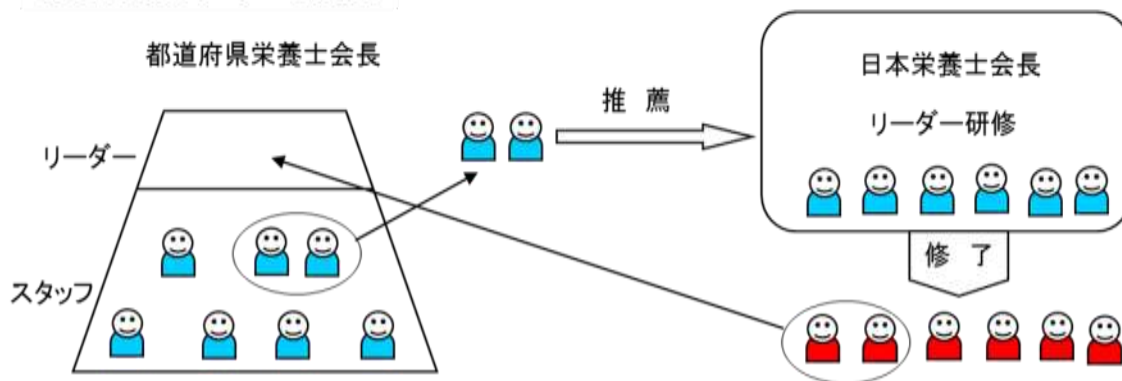 都道府県栄養士会長
日本栄養士会長
推 薦
リーダー研修
リーダー
修 了
スタッフ